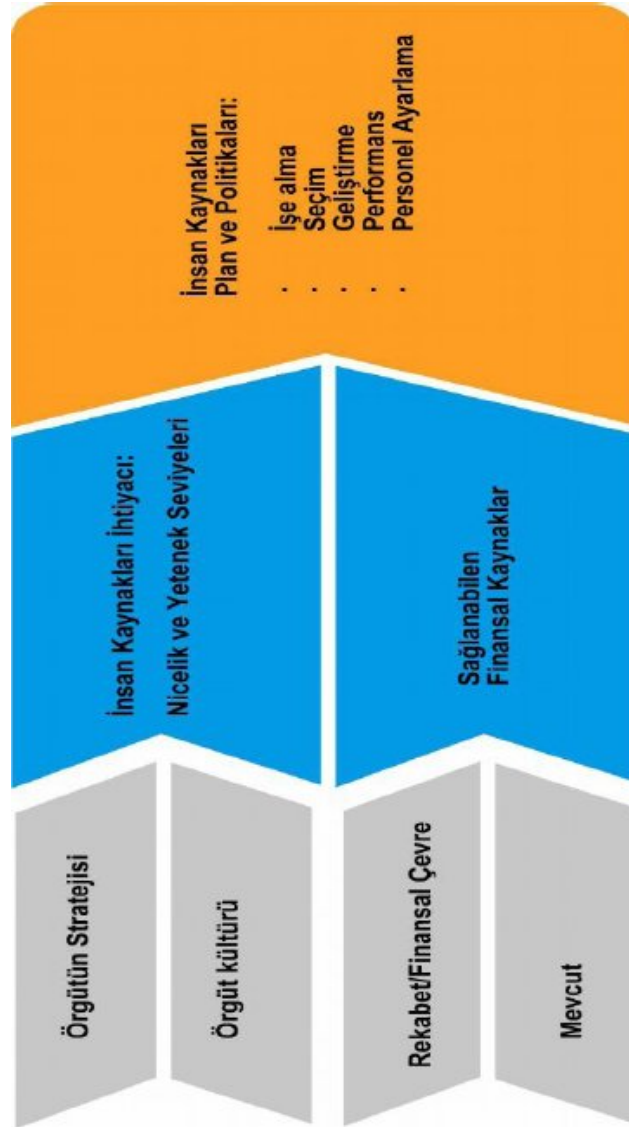 Örgütün Stratejisi
Örgüt kültürü
Rekabet/Finansal Çevre
Mevcut
İnsan Kaynakları İhtiyacı:
Nicelik ve Yetenek Seviyeleri
Sağlanabilen
Finansal Kaynaklar
İnsan Kaynakları
Plan ve Politikaları:
· İşe alma
· Seçim
· Geliştirme
· Performans
· Personel Ayarlama